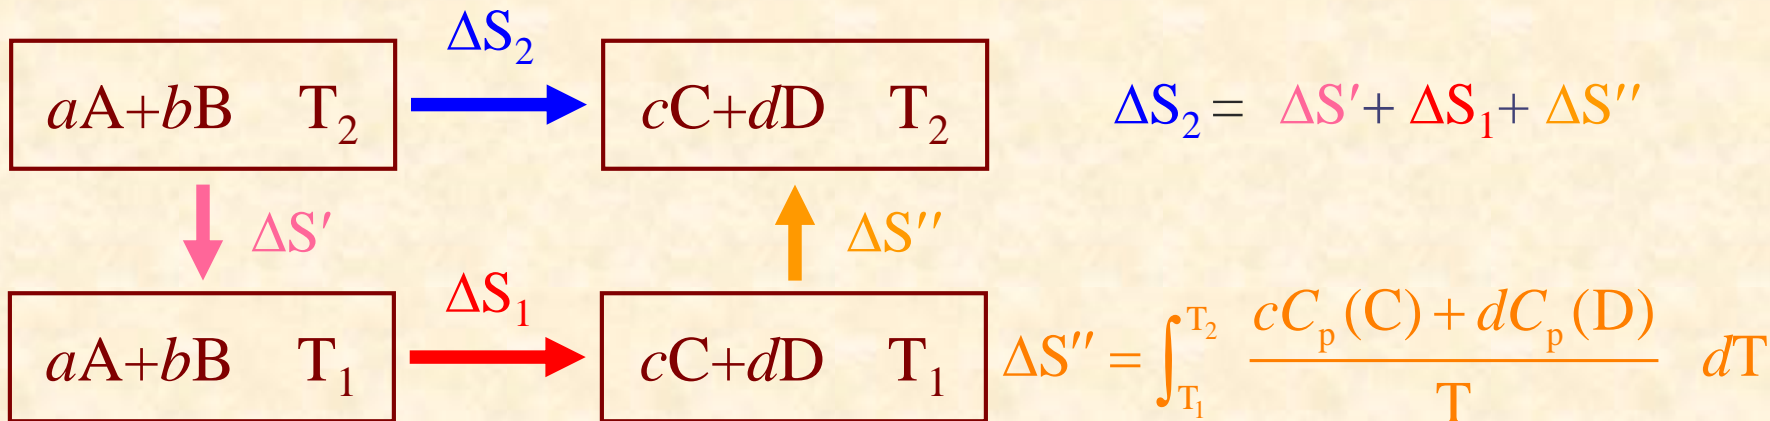 ΔS₂
aA+bB T₂
cC+dD T₂
ΔS₂ = ΔS′ + ΔS₁ + ΔS′′
ΔS′
ΔS′′
ΔS₁
aA+bB T₁
cC+dD T₁
ΔS′′ = ∫_{T₁}^{T₂} \frac{cC_p(C) + dC_p(D)}{T} dT